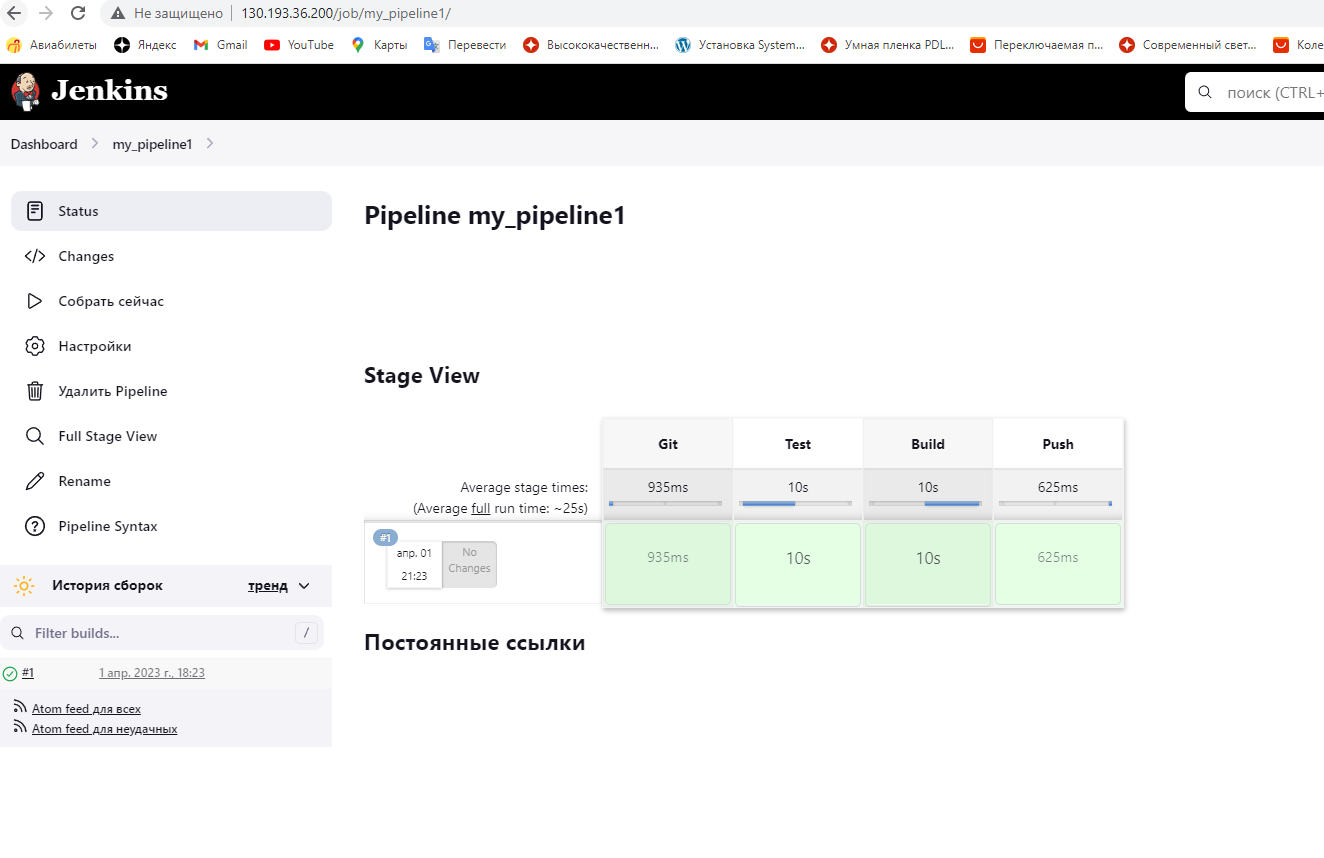 Не защищено 130.193.36.200/job/my_pipeline1/
Авиабилеты Яндекс Gmail YouTube Карты Перевести Высококачественн... Установка System... Умная пленка PDL... Переключаемая п... Современный свет... Коле
Jenkins
поиск (CTRL+
Dashboard my_pipeline1
Status
Changes
Собрать сейчас
Настройки
Удалить Pipeline
Full Stage View
Rename
Pipeline Syntax
История сборок тренд
Filter builds... /
#1 1 апр. 2023 г., 18:23
Atom feed для всех
Atom feed для неудачных
Pipeline my_pipeline1
Stage View
Git Test Build Push
Average stage times: 935ms 10s 10s 625ms
(Average full run time: ~25s)
#1
апр. 01 No
21:23 Changes
935ms 10s 10s 625ms
Постоянные ссылки